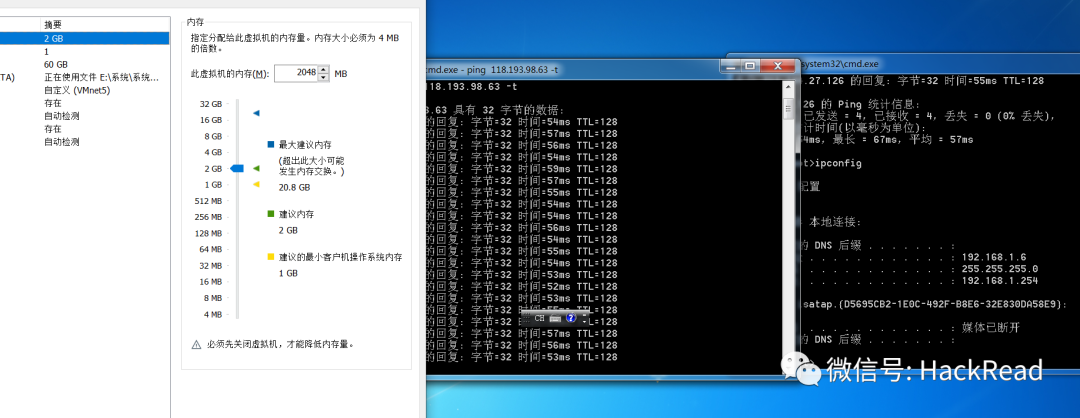 摘要
2 GB
1
60 GB
TA) 正在使用文件 E:\系统\系统...
自定义 (VMnet5)
存在
自动检测
存在
自动检测
内存
指定分配给此虚拟机的内存量。内存大小必须为 4 MB
的倍数。
此虚拟机的内存(M): 2048 MB
32 GB
16 GB
8 GB
4 GB
2 GB
1 GB
512 MB
256 MB
128 MB
64 MB
32 MB
16 MB
8 MB
4 MB
最大建议内存
(超出此大小可能
发生内存交换。)
20.8 GB
建议内存
2 GB
建议的最小客户机操作系统内存
1 GB
必须先关闭虚拟机，才能降低内存量。
cmd.exe - ping 118.193.98.63 -t
118.193.98.63 -t
8.63 具有 32 字节的数据:
的回复: 字节=32 时间=54ms TTL=128
的回复: 字节=32 时间=57ms TTL=128
的回复: 字节=32 时间=56ms TTL=128
的回复: 字节=32 时间=54ms TTL=128
的回复: 字节=32 时间=59ms TTL=128
的回复: 字节=32 时间=57ms TTL=128
的回复: 字节=32 时间=55ms TTL=128
的回复: 字节=32 时间=54ms TTL=128
的回复: 字节=32 时间=54ms TTL=128
的回复: 字节=32 时间=56ms TTL=128
的回复: 字节=32 时间=54ms TTL=128
的回复: 字节=32 时间=55ms TTL=128
的回复: 字节=32 时间=54ms TTL=128
的回复: 字节=32 时间=53ms TTL=128
的回复: 字节=32 时间=52ms TTL=128
的回复: 字节=32 时间=53ms TTL=128
的回复: 字节=32 时间=55ms TTL=128
的回复: 字节=32
CH
的回复: 字节=32 时间=57ms TTL=128
的回复: 字节=32 时间=56ms TTL=128
的回复: 字节=32 时间=53ms TTL=128
system32\cmd.exe
.27.126 的回复: 字节=32 时间=55ms TTL=128
26 的 Ping 统计信息:
已发送 = 4，已接收 = 4，丢失 = 0 (0% 丢失)，
计时间(以毫秒为单位):
54ms，最长 = 67ms，平均 = 57ms
t>ipconfig
配置
本地连接:
的 DNS 后缀 . . . . . . . :
. . . . . . . . . . . . : 192.168.1.6
. . . . . . . . . . . . : 255.255.255.0
. . . . . . . . . . . . : 192.168.1.254
satap.{D5695CB2-1E0C-492F-B8E6-32E830DA58E9}:
. . . . . . . . . . . . : 媒体已断开
的 DNS 后缀 . . . . . . . :
微信号: HackRead